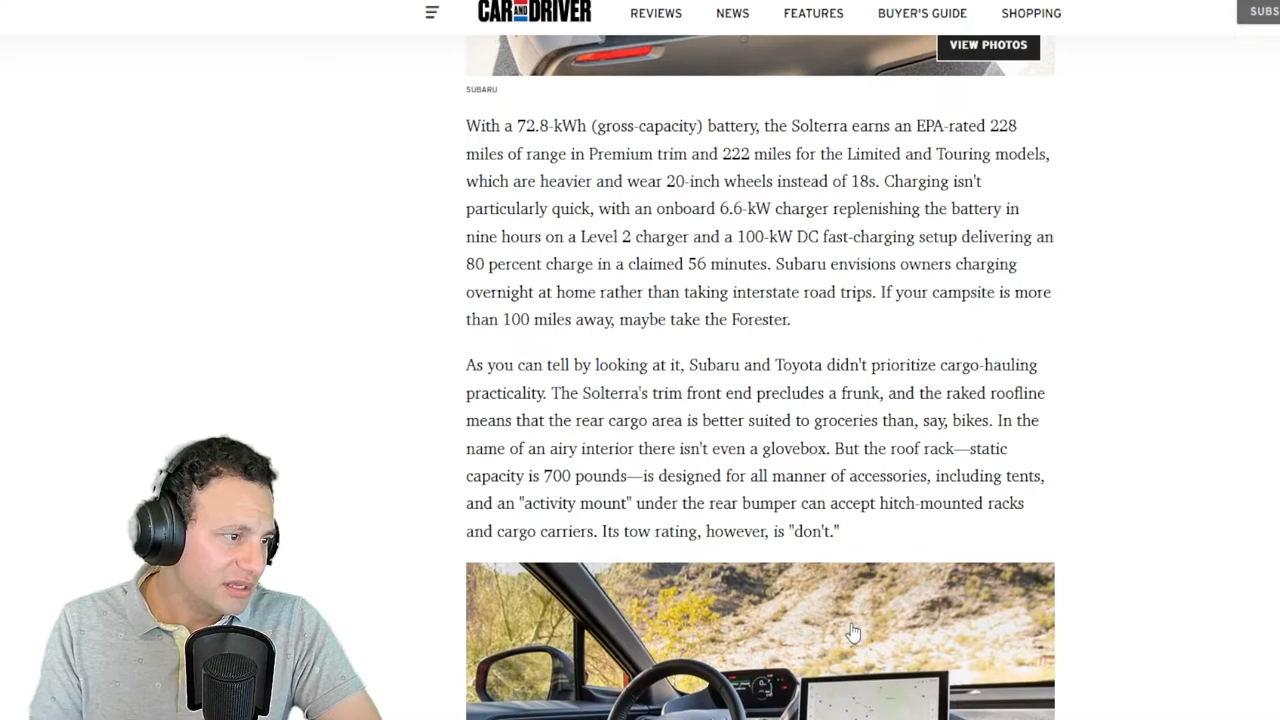 CAR AND DRIVER
REVIEWS
NEWS
FEATURES
BUYER'S GUIDE
SHOPPING
SUBS
VIEW PHOTOS
SUBARU
With a 72.8-kWh (gross-capacity) battery, the Solterra earns an EPA-rated 228
miles of range in Premium trim and 222 miles for the Limited and Touring models,
which are heavier and wear 20-inch wheels instead of 18s. Charging isn't
particularly quick, with an onboard 6.6-kW charger replenishing the battery in
nine hours on a Level 2 charger and a 100-kW DC fast-charging setup delivering an
80 percent charge in a claimed 56 minutes. Subaru envisions owners charging
overnight at home rather than taking interstate road trips. If your campsite is more
than 100 miles away, maybe take the Forester.
As you can tell by looking at it, Subaru and Toyota didn't prioritize cargo-hauling
practicality. The Solterra's trim front end precludes a frunk, and the raked roofline
means that the rear cargo area is better suited to groceries than, say, bikes. In the
name of an airy interior there isn't even a glovebox. But the roof rack—static
capacity is 700 pounds—is designed for all manner of accessories, including tents,
and an "activity mount" under the rear bumper can accept hitch-mounted racks
and cargo carriers. Its tow rating, however, is "don't."